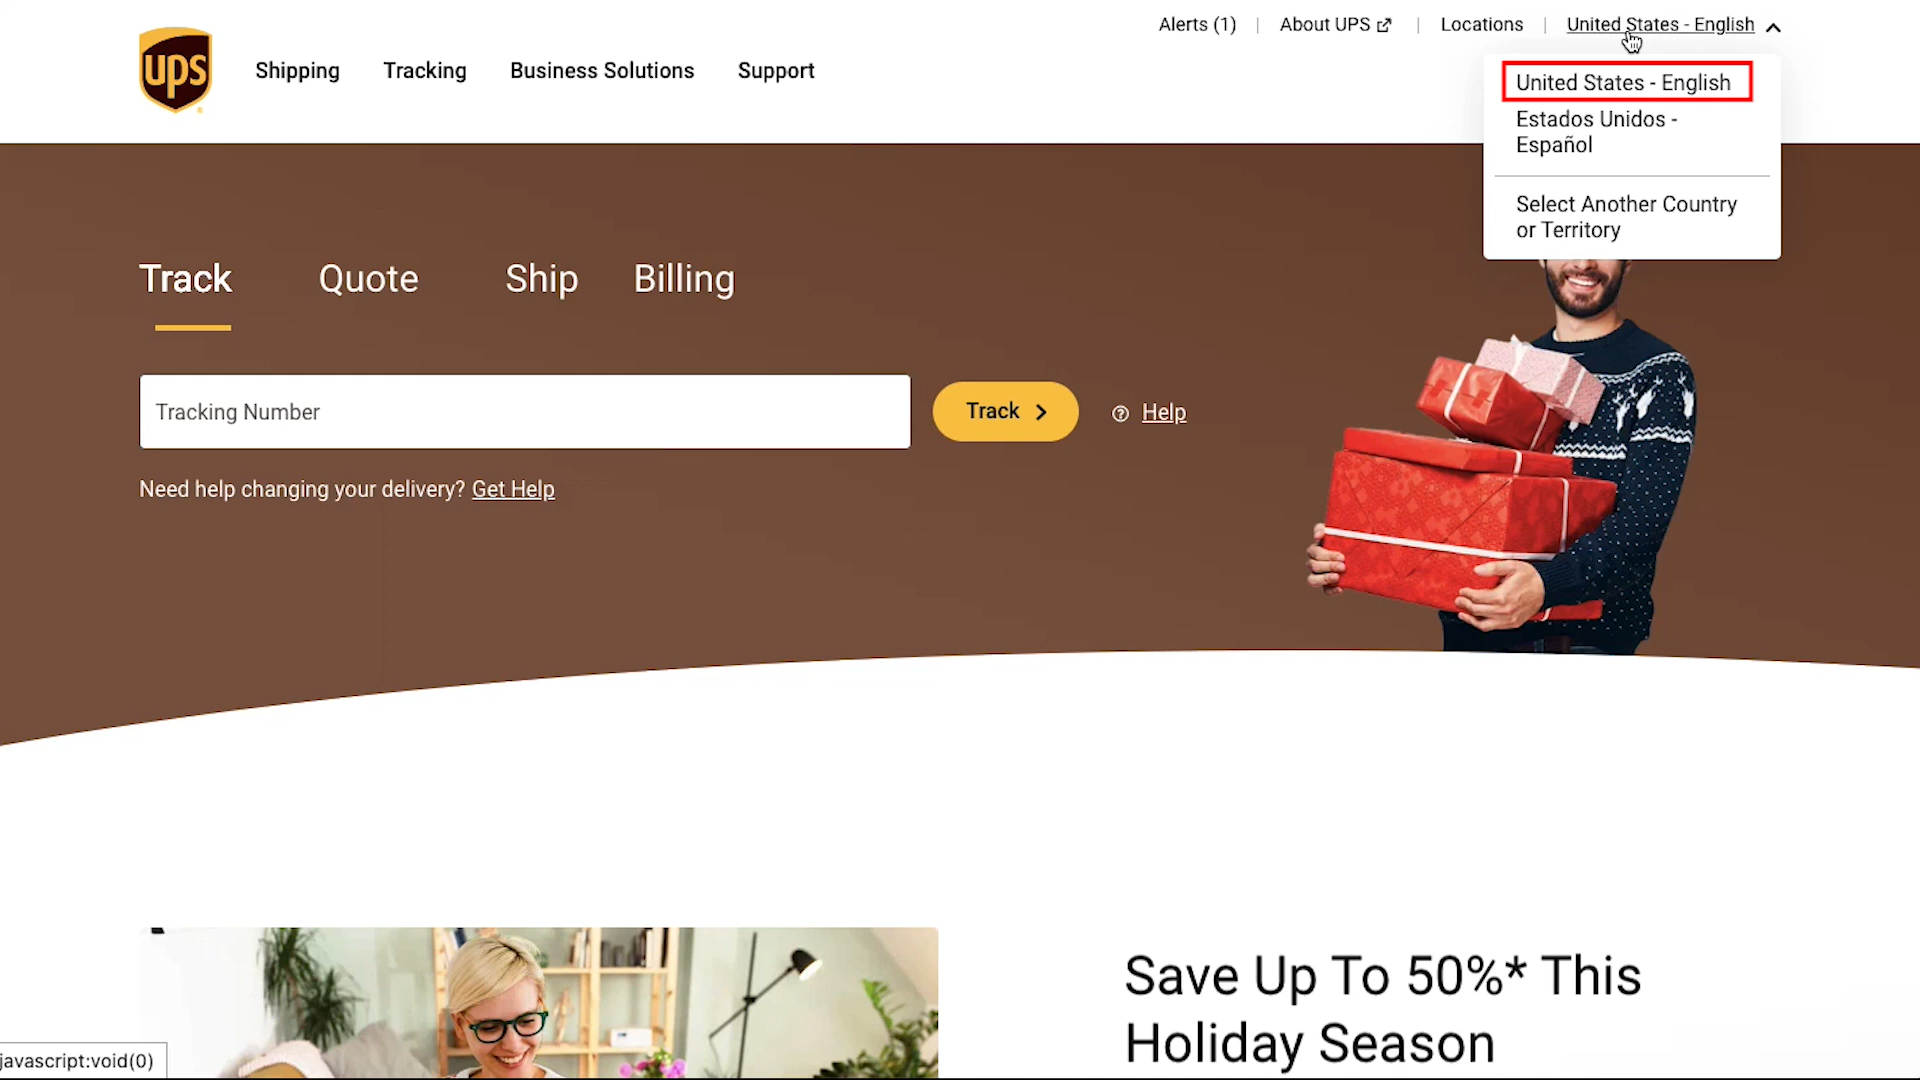 Alerts (1)
About UPS
Locations
United States - English
ups
Shipping
Tracking
Business Solutions
Support
United States - English
Estados Unidos -
Español
Select Another Country
or Territory
Track
Quote
Ship
Billing
Tracking Number
Track
Help
Need help changing your delivery? Get Help
Save Up To 50%* This
Holiday Season
javascript:void(0)